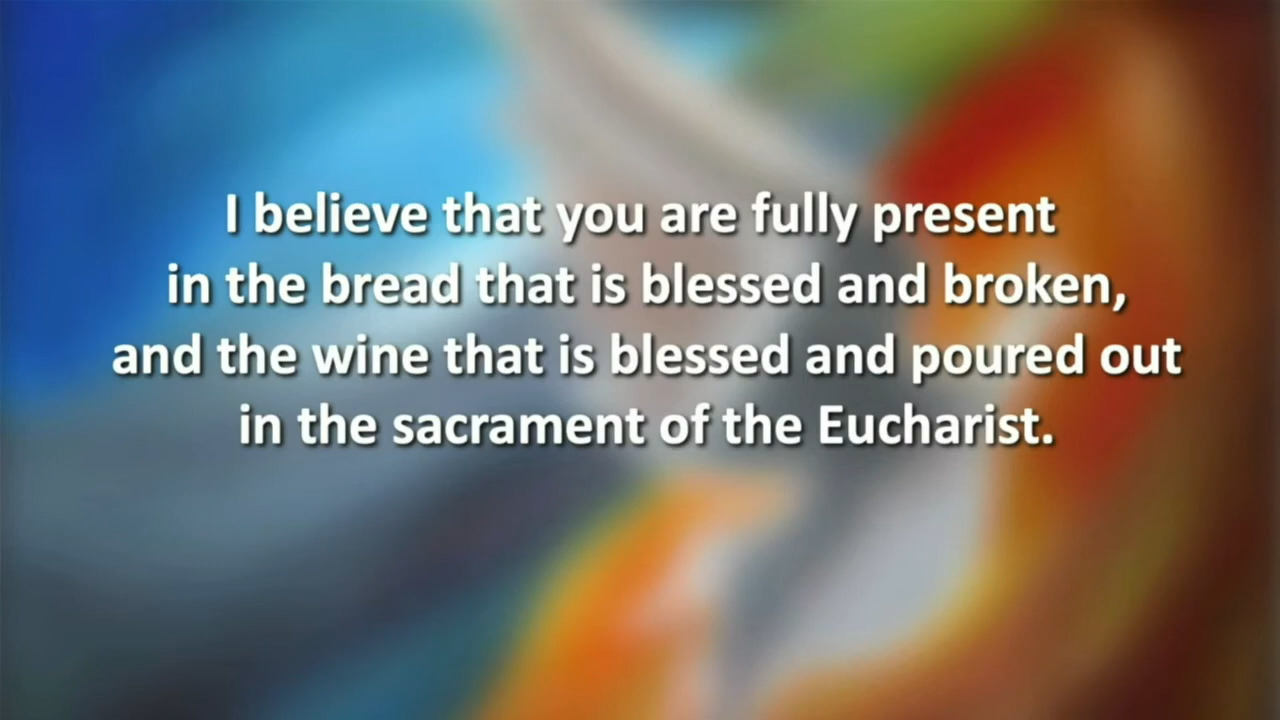 I believe that you are fully present
in the bread that is blessed and broken,
and the wine that is blessed and poured out
in the sacrament of the Eucharist.